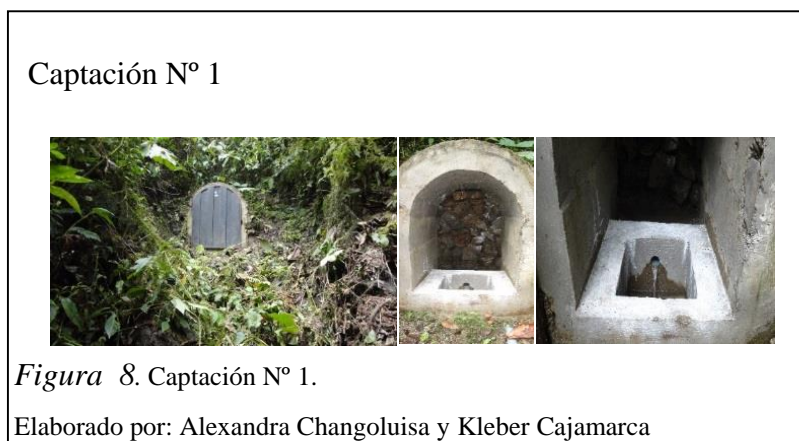 Captación Nº 1
Figura 8. Captación Nº 1.
Elaborado por: Alexandra Changoluisa y Kleber Cajamarca